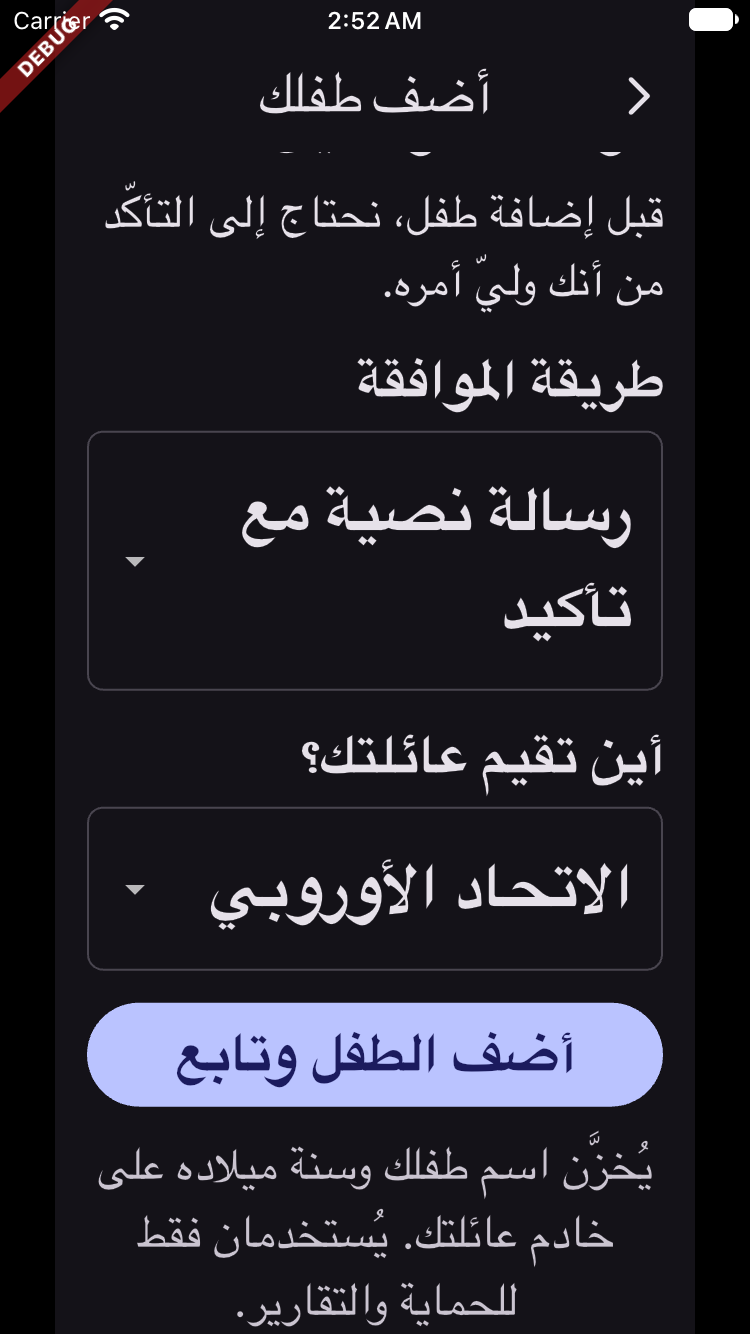 Carrier
2:52 AM
DEBUG
أضف طفلك
قبل إضافة طفل، نحتاج إلى التأكّد
من أنك وليّ أمره.
طريقة الموافقة
رسالة نصية مع
تأكيد
أين تقيم عائلتك؟
الاتحاد الأوروبي
أضف الطفل وتابع
يُخزَّن اسم طفلك وسنة ميلاده على
خادم عائلتك. يُستخدمان فقط
للحماية والتقارير.